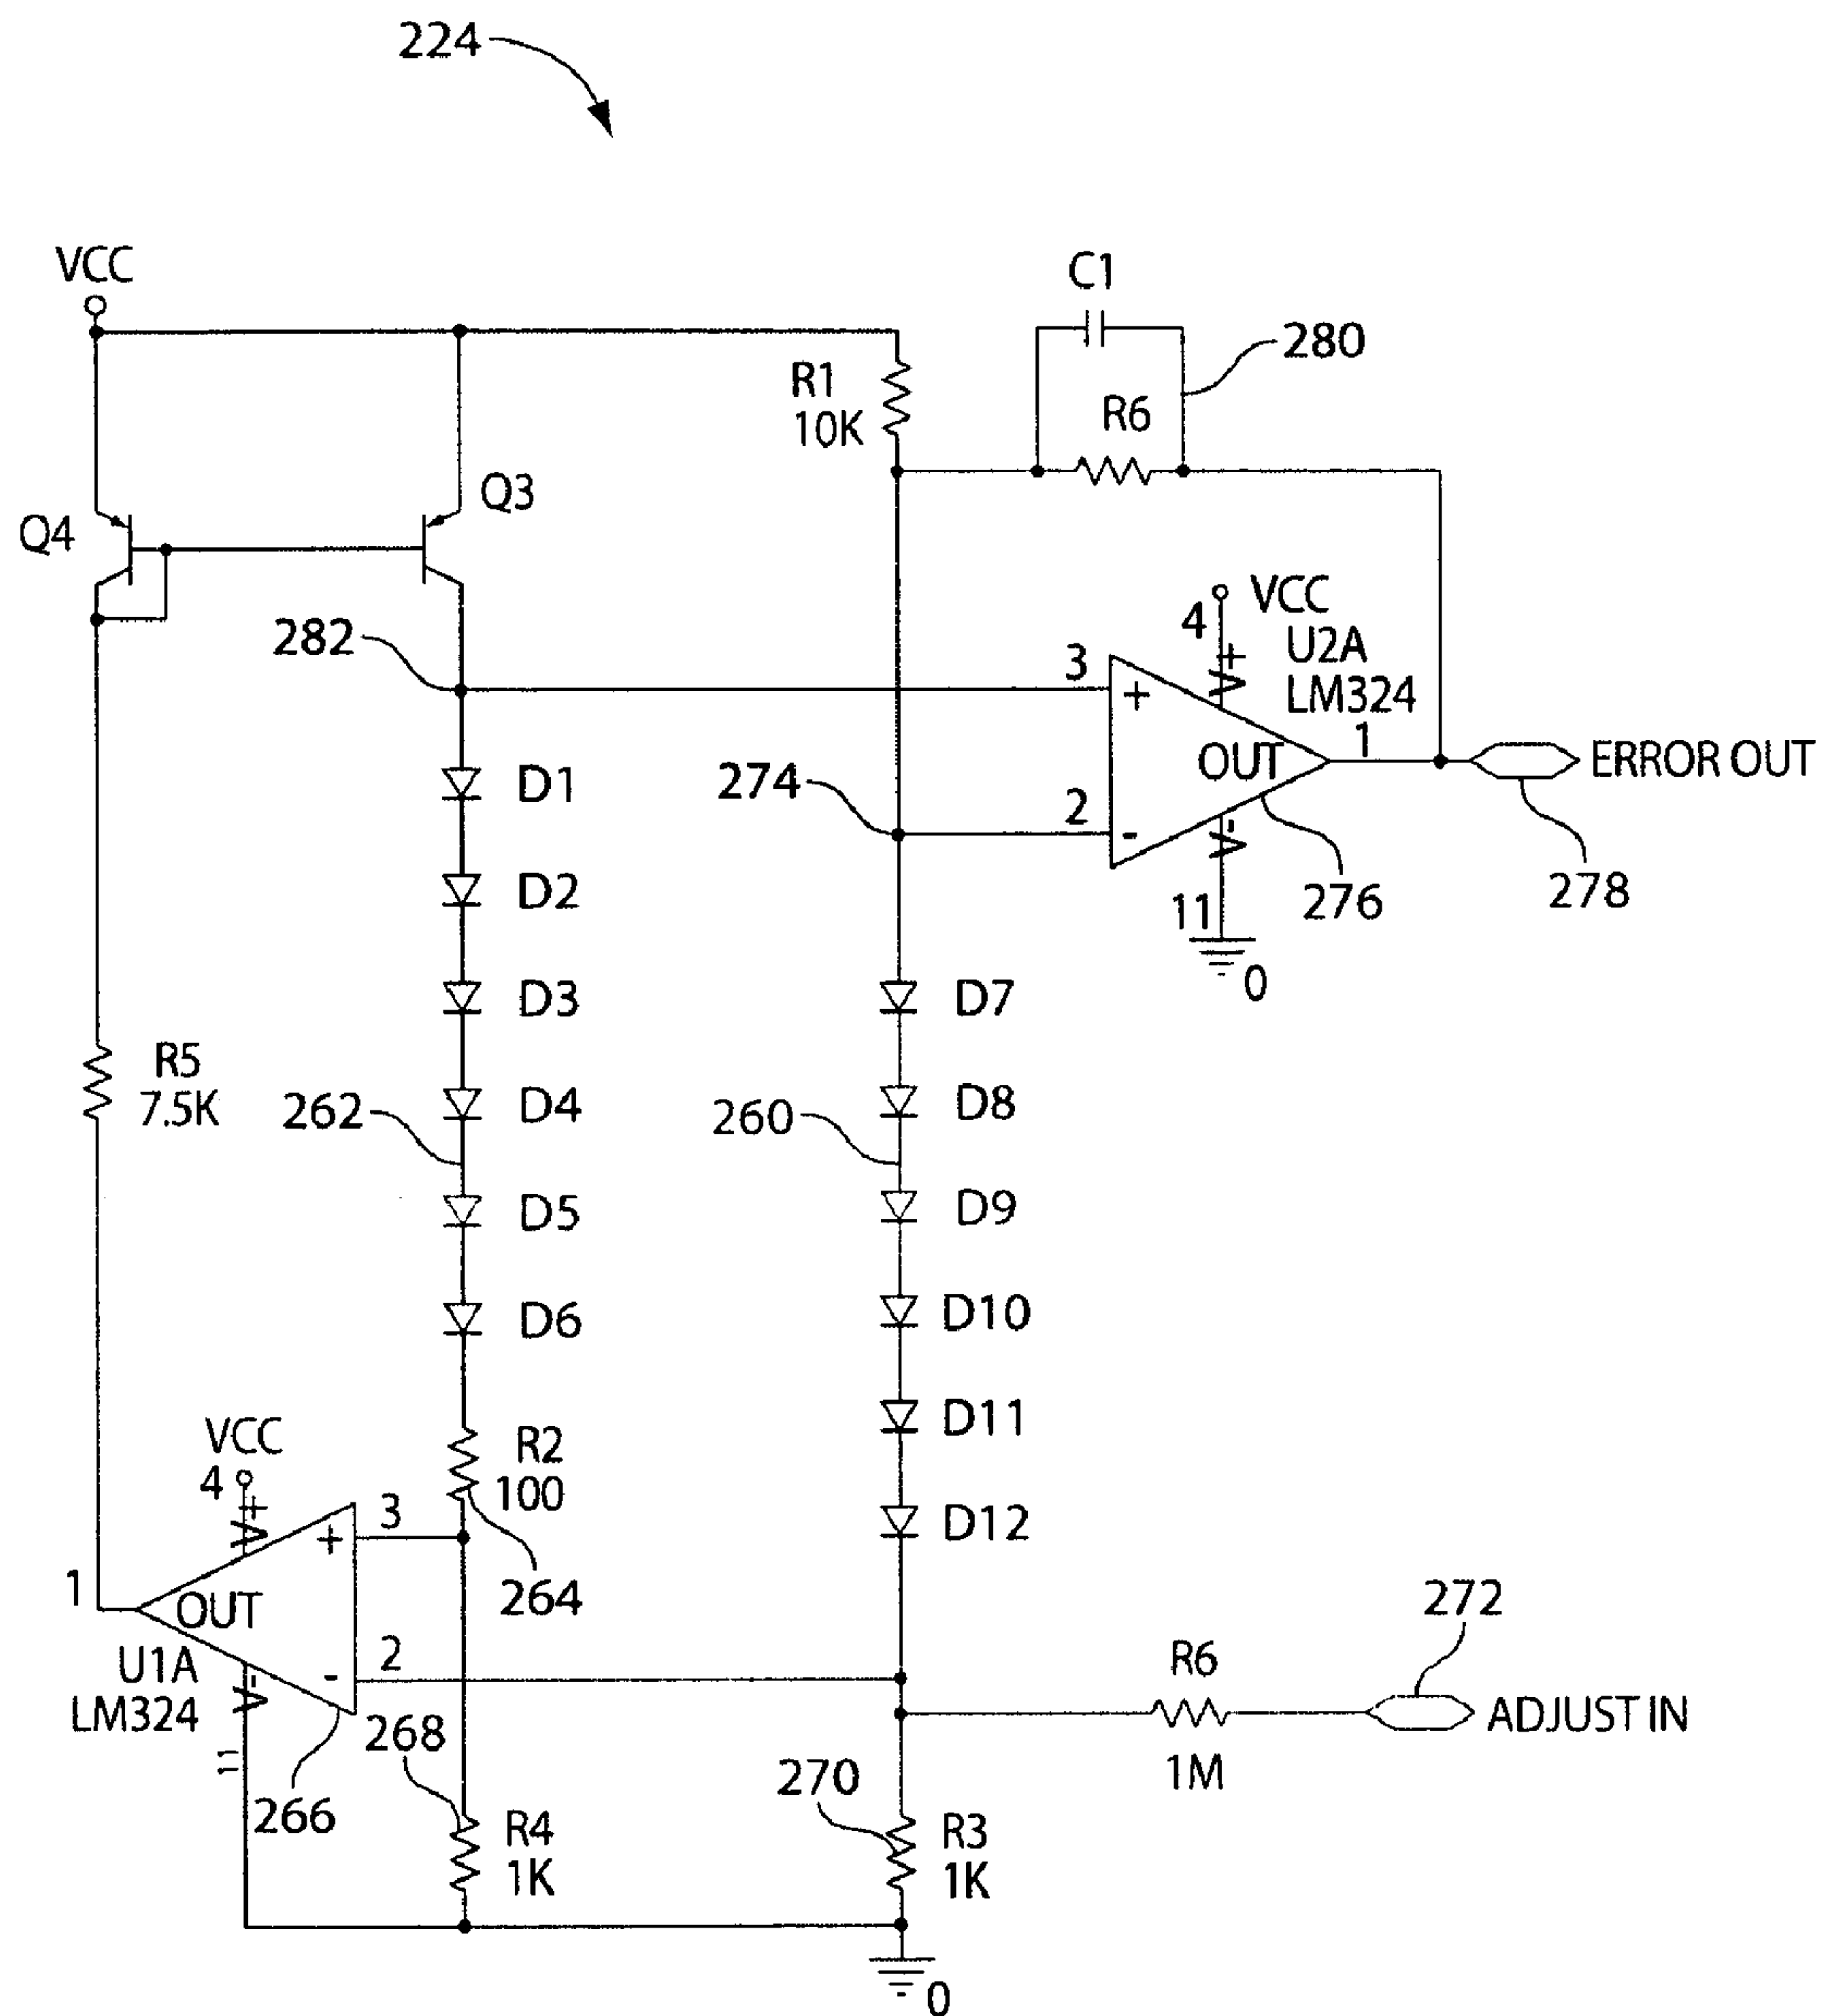 224
VCC
C1
280
R1
10K
R6
Q4
Q3
282
3
+
4
VCC
V+
U2A
LM324
OUT
1
ERROR OUT
274
2
-
V-
11
0
276
278
D1
D2
D3
D4
D5
D6
262
R5
7.5K
D7
D8
D9
D10
D11
D12
260
R2
100
264
VCC
4
V+
3
+
1
OUT
2
-
U1A
LM324
V-
11
266
268
R4
1K
270
R3
1K
R6
1M
272
ADJUST IN
0